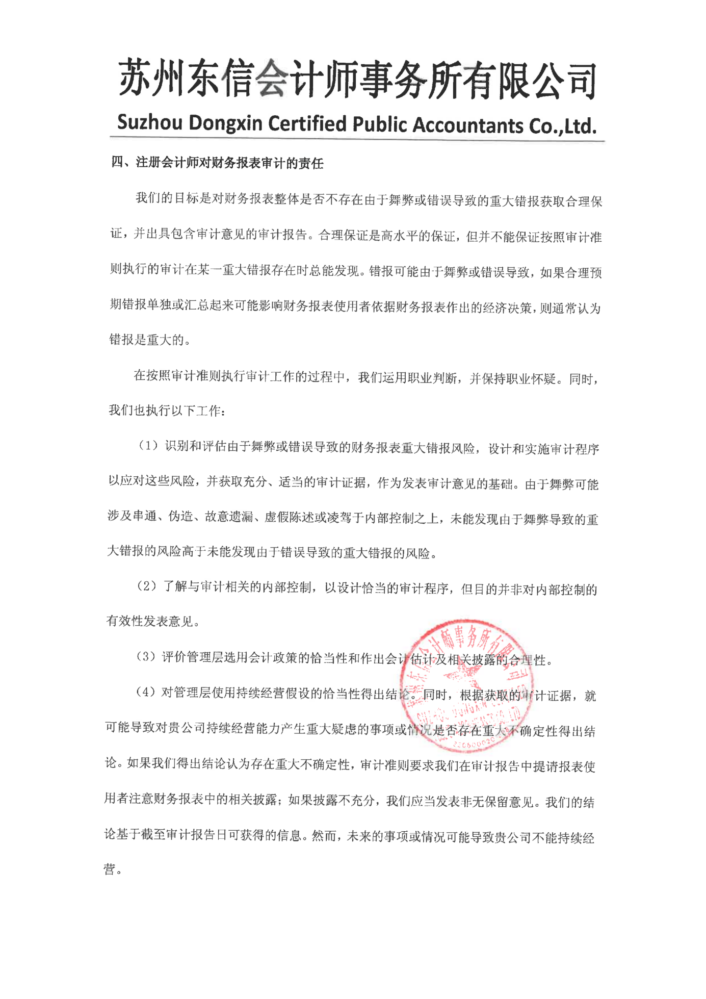 苏州东信会计师事务所有限公司
Suzhou Dongxin Certified Public Accountants Co.,Ltd.
四、注册会计师对财务报表审计的责任
我们的目标是对财务报表整体是否不存在由于舞弊或错误导致的重大错报获取合理保
证，并出具包含审计意见的审计报告。合理保证是高水平的保证，但并不能保证按照审计准
则执行的审计在某一重大错报存在时总能发现。错报可能由于舞弊或错误导致，如果合理预
期错报单独或汇总起来可能影响财务报表使用者依据财务报表作出的经济决策，则通常认为
错报是重大的。
在按照审计准则执行审计工作的过程中，我们运用职业判断，并保持职业怀疑。同时，
我们也执行以下工作：
（1）识别和评估由于舞弊或错误导致的财务报表重大错报风险，设计和实施审计程序
以应对这些风险，并获取充分、适当的审计证据，作为发表审计意见的基础。由于舞弊可能
涉及串通、伪造、故意遗漏、虚假陈述或凌驾于内部控制之上，未能发现由于舞弊导致的重
大错报的风险高于未能发现由于错误导致的重大错报的风险。
（2）了解与审计相关的内部控制，以设计恰当的审计程序，但目的并非对内部控制的
有效性发表意见。
（3）评价管理层选用会计政策的恰当性和作出会计估计及相关披露的合理性。
（4）对管理层使用持续经营假设的恰当性得出结论。同时，根据获取的审计证据，就
可能导致对贵公司持续经营能力产生重大疑虑的事项或情况是否存在重大不确定性得出结
论。如果我们得出结论认为存在重大不确定性，审计准则要求我们在审计报告中提请报表使
用者注意财务报表中的相关披露；如果披露不充分，我们应当发表非无保留意见。我们的结
论基于截至审计报告日可获得的信息。然而，未来的事项或情况可能导致贵公司不能持续经
营。
苏州东信会计师事务所有限公司
SUZHOU DONGXIN CERTIFIED